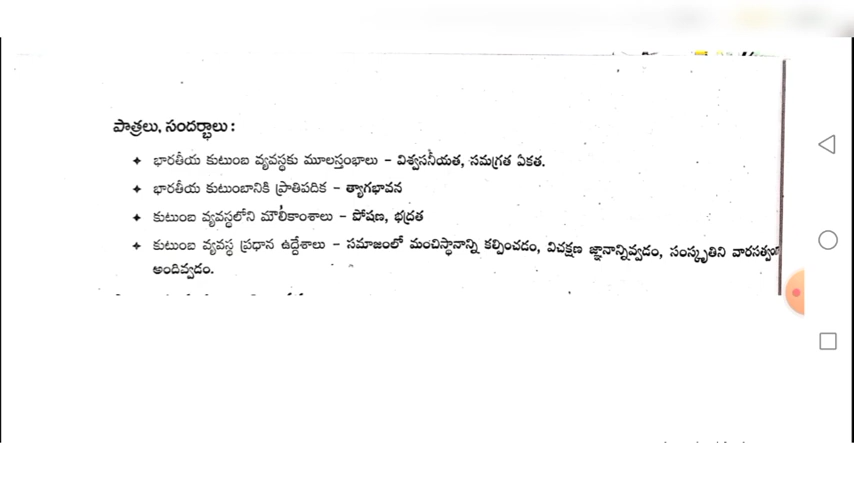 పాత్రలు, సందర్భాలు :
✦ భారతీయ కుటుంబ వ్యవస్థకు మూలస్తంభాలు – విశ్వసనీయత, సమగ్రత ఏకత.
✦ భారతీయ కుటుంబానికి ప్రాతిపదిక – త్యాగభావన
✦ కుటుంబ వ్యవస్థలోని మౌలికాంశాలు – పోషణ, భద్రత
✦ కుటుంబ వ్యవస్థ ప్రధాన ఉద్దేశాలు – సమాజంలో మంచిస్థానాన్ని కల్పించడం, విచక్షణ జ్ఞానాన్నివ్వడం, సంస్కృతిని
అందివ్వడం.